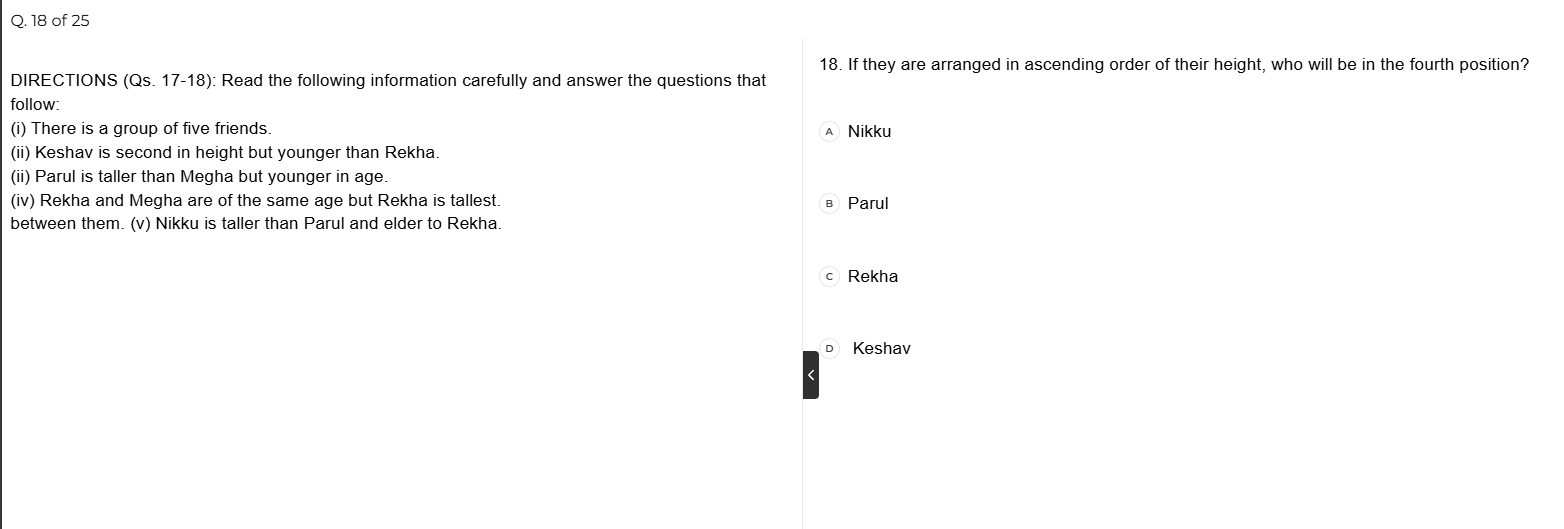 Q. 18 of 25
DIRECTIONS (Qs. 17-18): Read the following information carefully and answer the questions that
follow:
(i) There is a group of five friends.
(ii) Keshav is second in height but younger than Rekha.
(ii) Parul is taller than Megha but younger in age.
(iv) Rekha and Megha are of the same age but Rekha is tallest.
between them. (v) Nikku is taller than Parul and elder to Rekha.
18. If they are arranged in ascending order of their height, who will be in the fourth position?
A Nikku
B Parul
C Rekha
D Keshav